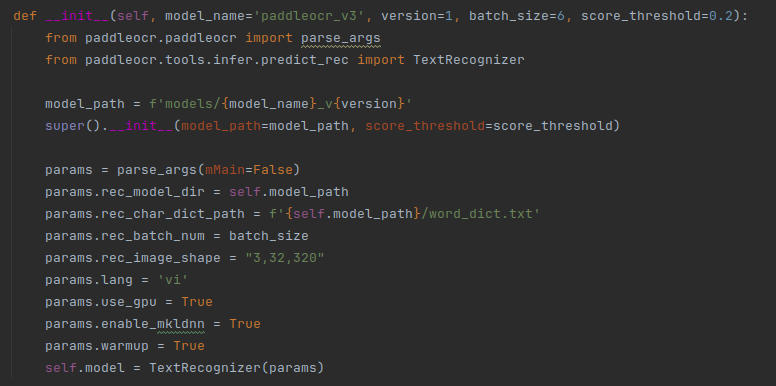 def __init__(self, model_name='paddleocr_v3', version=1, batch_size=6, score_threshold=0.2):
from paddleocr.paddleocr import parse_args
from paddleocr.tools.infer.predict_rec import TextRecognizer
model_path = f'models/{model_name}_v{version}'
super().__init__(model_path=model_path, score_threshold=score_threshold)
params = parse_args(mMain=False)
params.rec_model_dir = self.model_path
params.rec_char_dict_path = f'{self.model_path}/word_dict.txt'
params.rec_batch_num = batch_size
params.rec_image_shape = "3,32,320"
params.lang = 'vi'
params.use_gpu = True
params.enable_mkldnn = True
params.warmup = True
self.model = TextRecognizer(params)